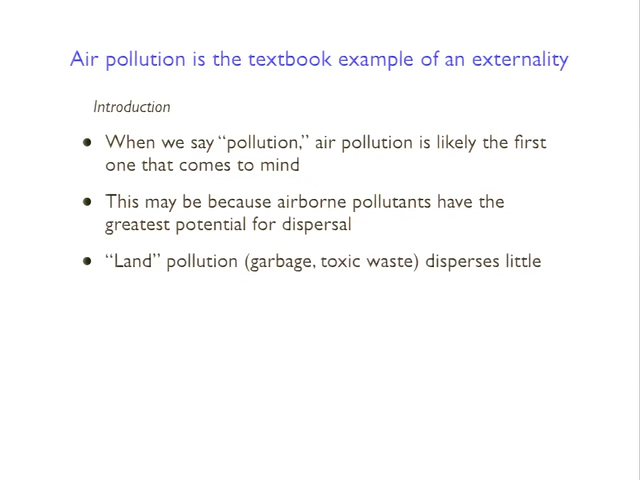 Air pollution is the textbook example of an externality
Introduction
● When we say “pollution,” air pollution is likely the first
one that comes to mind
● This may be because airborne pollutants have the
greatest potential for dispersal
● “Land” pollution (garbage, toxic waste) disperses little